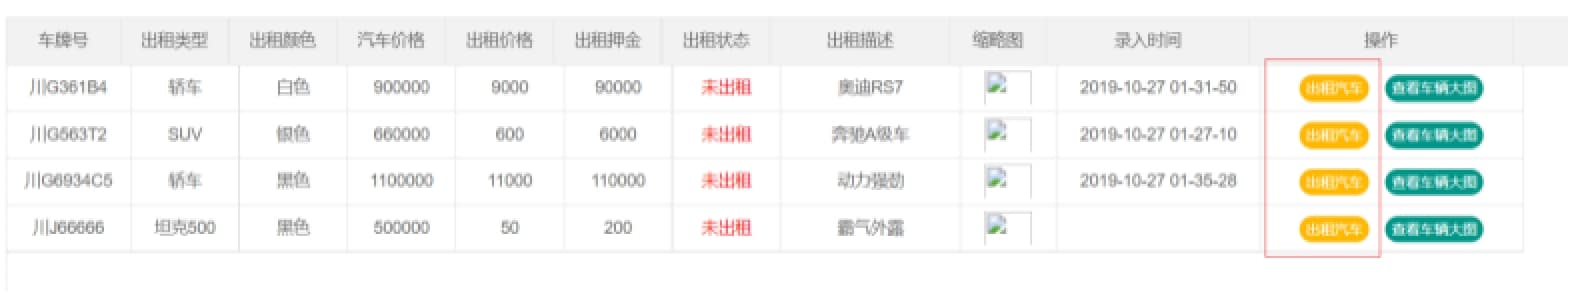 车牌号 出租类型 出租颜色 汽车价格 出租价格 出租押金 出租状态 出租描述 缩略图 录入时间 操作
川G361B4 轿车 白色 900000 9000 90000 未出租 奥迪RS7 2019-10-27 01-31-50 出租汽车 查看车辆大图
川G563T2 SUV 银色 660000 600 6000 未出租 奔驰A级车 2019-10-27 01-27-10 出租汽车 查看车辆大图
川G6934C5 轿车 黑色 1100000 11000 110000 未出租 动力强劲 2019-10-27 01-35-28 出租汽车 查看车辆大图
川J66666 坦克500 黑色 500000 50 200 未出租 霸气外露 出租汽车 查看车辆大图